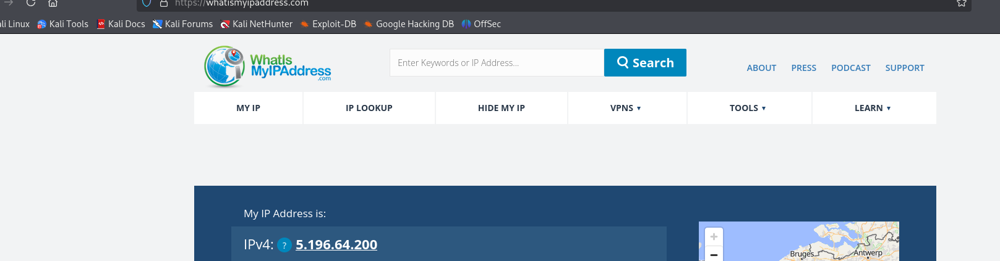 https://whatismyipaddress.com
ali Linux Kali Tools Kali Docs Kali Forums Kali NetHunter Exploit-DB Google Hacking DB OffSec
WhatIs
MyIPAddress
.com
Enter Keywords or IP Address...
Search
ABOUT PRESS PODCAST SUPPORT
MY IP IP LOOKUP HIDE MY IP VPNS ▼ TOOLS ▼ LEARN ▼
My IP Address is:
IPv4: ? 5.196.64.200
+
−
Bruges Antwerp